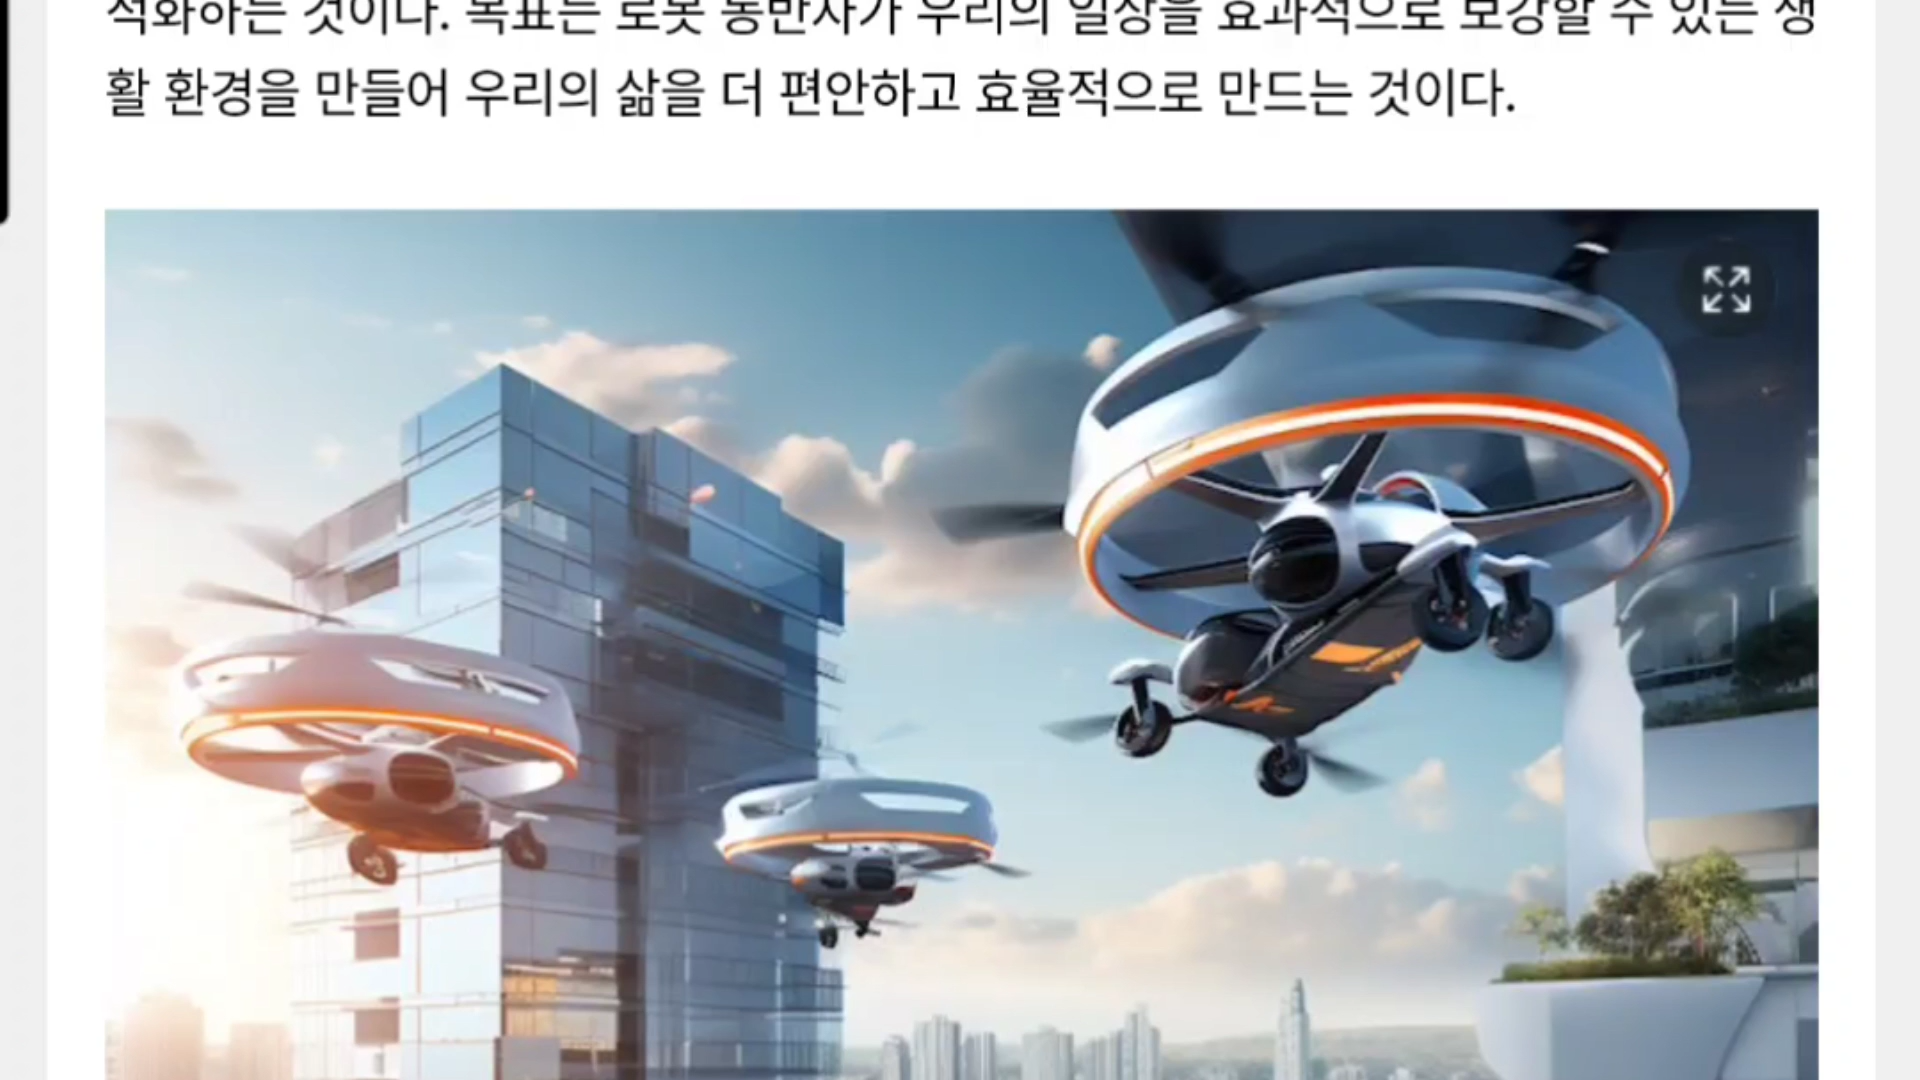 적화하는 것이다. 목표는 로봇 동반자가 우리의 일상을 효과적으로 보강할 수 있는 생
활 환경을 만들어 우리의 삶을 더 편안하고 효율적으로 만드는 것이다.